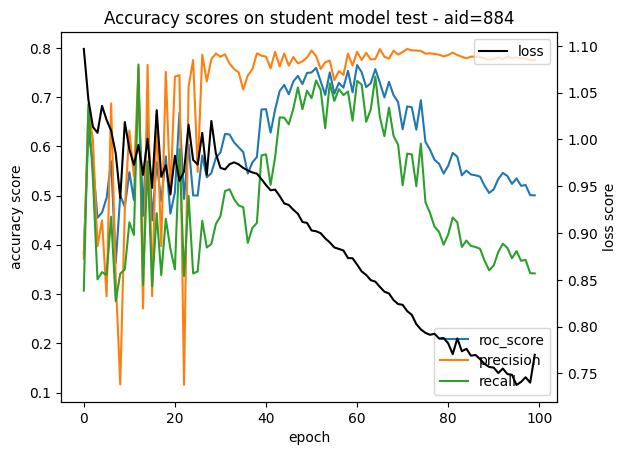 Accuracy scores on student model test - aid=884
accuracy score
0.8
0.7
0.6
0.5
0.4
0.3
0.2
0.1
loss
1.10
1.05
1.00
0.95
0.90
0.85
0.80
0.75
loss score
roc_score
precision
recall
0
20
40
60
80
100
epoch